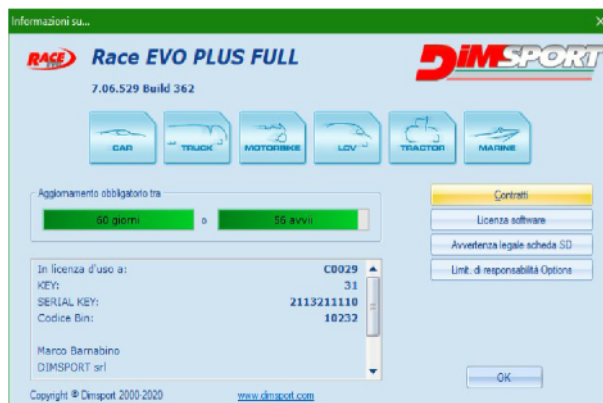 Informazioni su...
RACE EVO
Race EVO PLUS FULL
DiMSPORT
7.06.529 Build 362
CAR
TRUCK
MOTORBIKE
LCV
TRACTOR
MARINE
Aggiornamento obbligatorio tra
60 giorni
o
56 avvii
Contratti
Licenza software
Avvertenza legale scheda SD
Limit. di responsabilità Options
In licenza d'uso a: C0029
KEY: 31
SERIAL KEY: 2113211110
Codice Bin: 10232
Marco Barnabino
DIMSPORT srl
OK
Copyright ® Dimsport 2000-2020
www.dimsport.com